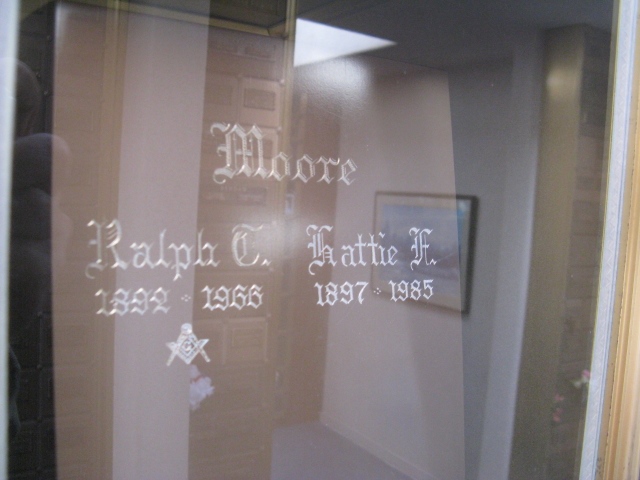 Moore
Ralph C. Hattie F.
1892 · 1966 1897 · 1985
G